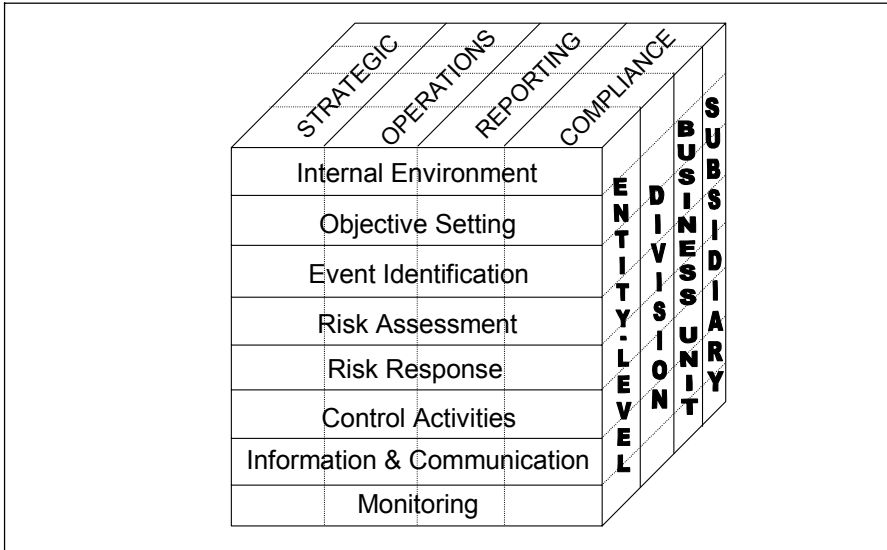 STRATEGIC
OPERATIONS
REPORTING
COMPLIANCE
Internal Environment
Objective Setting
Event Identification
Risk Assessment
Risk Response
Control Activities
Information & Communication
Monitoring
ENTITY-LEVEL
DIVISION
BUSINESS UNIT
SUBSIDIARY